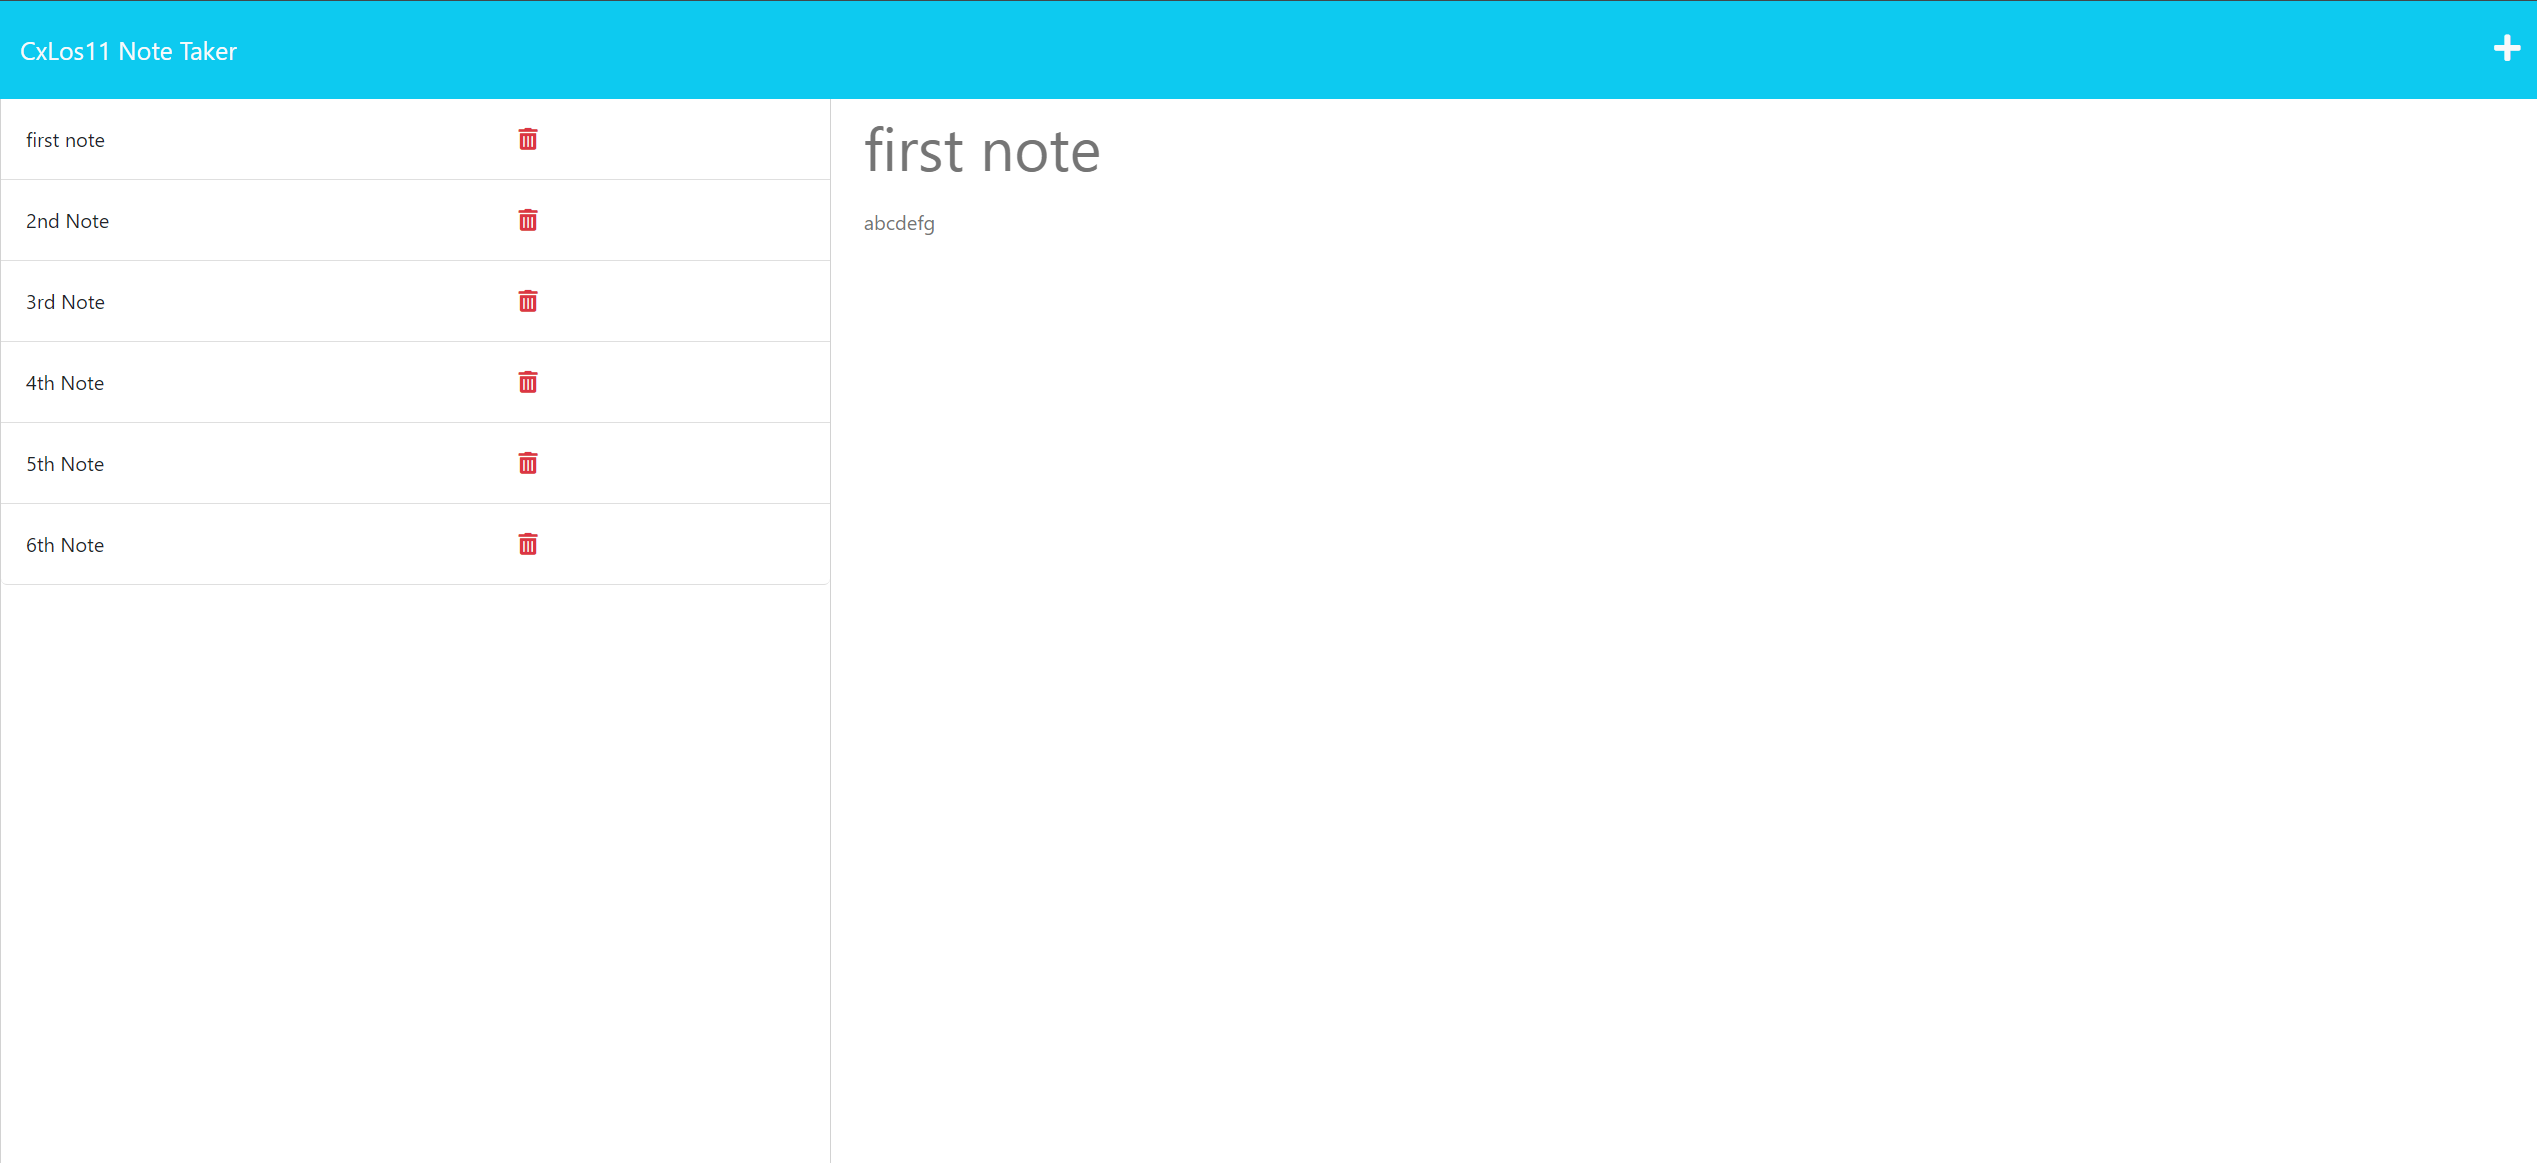 CxLos11 Note Taker
first note
2nd Note
3rd Note
4th Note
5th Note
6th Note
first note
abcdefg